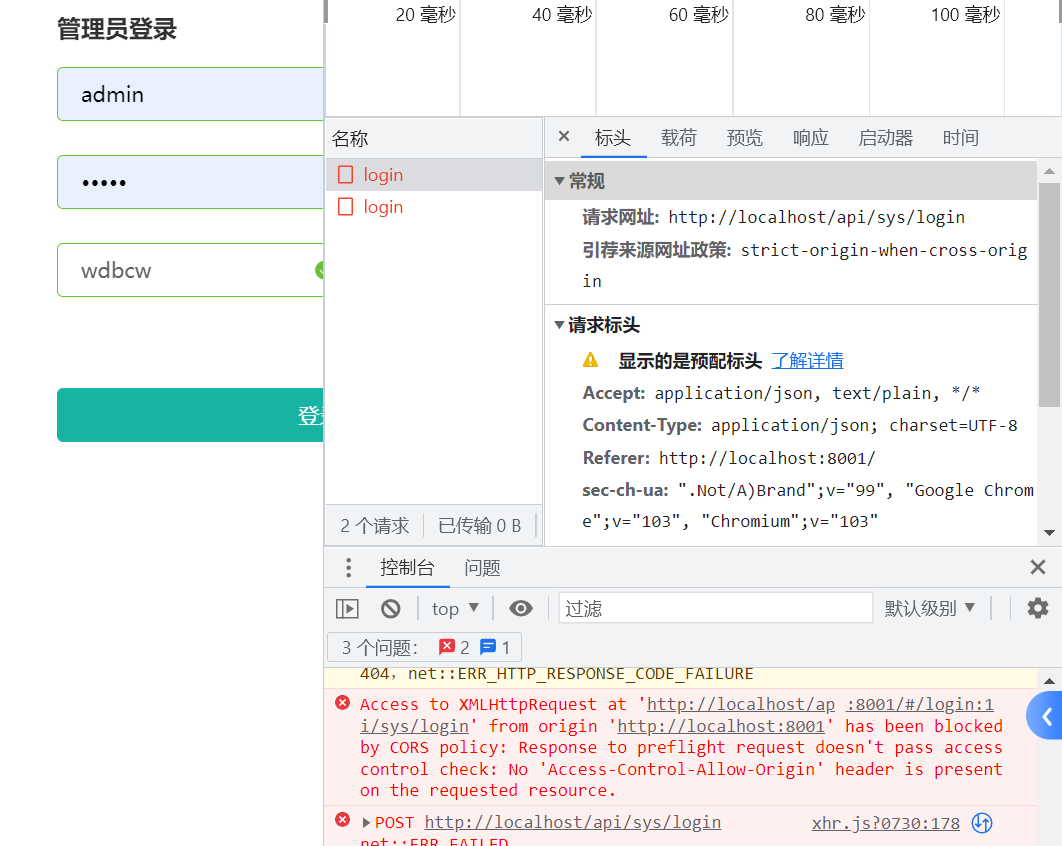 管理员登录
admin
•••••
wdbcw
20 毫秒
40 毫秒
60 毫秒
80 毫秒
100 毫秒
名称
login
login
2 个请求
已传输 0 B
× 标头 载荷 预览 响应 启动器 时间
常规
请求网址: http://localhost/api/sys/login
引荐来源网址政策: strict-origin-when-cross-orig
in
请求标头
显示的是预配标头 了解详情
Accept: application/json, text/plain, */*
Content-Type: application/json; charset=UTF-8
Referer: http://localhost:8001/
sec-ch-ua: ".Not/A)Brand";v="99", "Google Chrom
e";v="103", "Chromium";v="103"
控制台 问题
top ▼ 过滤 默认级别 ▼
3 个问题: 2 1
404, net::ERR_HTTP_RESPONSE_CODE_FAILURE
Access to XMLHttpRequest at 'http://localhost/ap :8001/#/login:1
i/sys/login' from origin 'http://localhost:8001' has been blocked
by CORS policy: Response to preflight request doesn't pass access
control check: No 'Access-Control-Allow-Origin' header is present
on the requested resource.
POST http://localhost/api/sys/login xhr.js?0730:178
net::ERR_FAILED